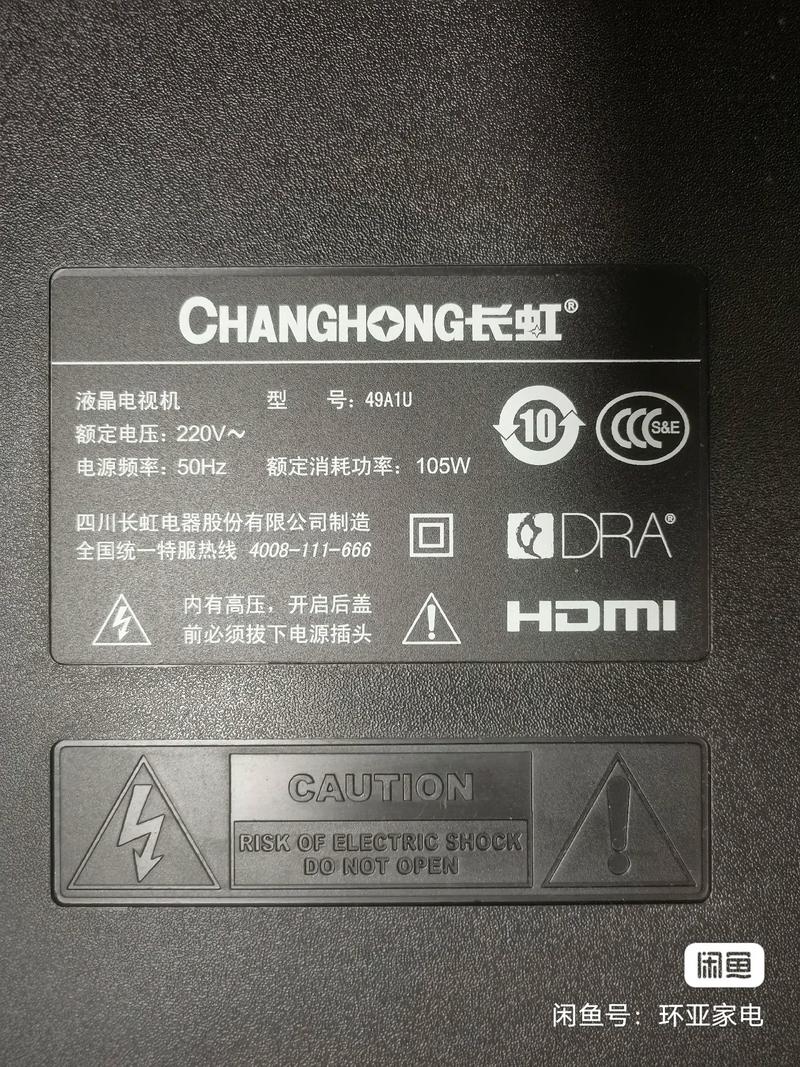 CHANGHONG长虹®
液晶电视机 型 号：49A1U
额定电压：220V～
电源频率：50Hz 额定消耗功率：105W
10
CCC S&E
四川长虹电器股份有限公司制造
全国统一特服热线 4008-111-666
DRA®
内有高压，开启后盖
前必须拔下电源插头
HDMI
CAUTION
RISK OF ELECTRIC SHOCK
DO NOT OPEN
闲鱼
闲鱼号：环亚家电